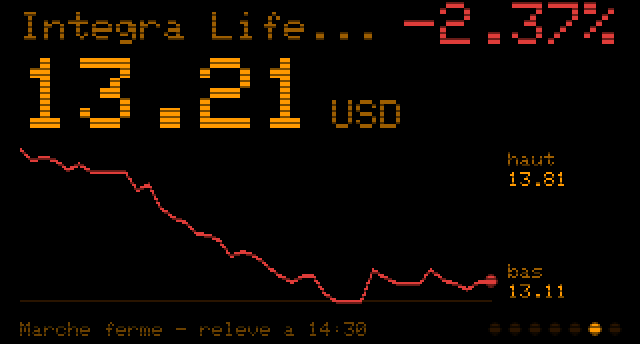 Integra Life... -2.37%
13.21 USD
haut
13.81
bas
13.11
Marche ferme - releve a 14:30